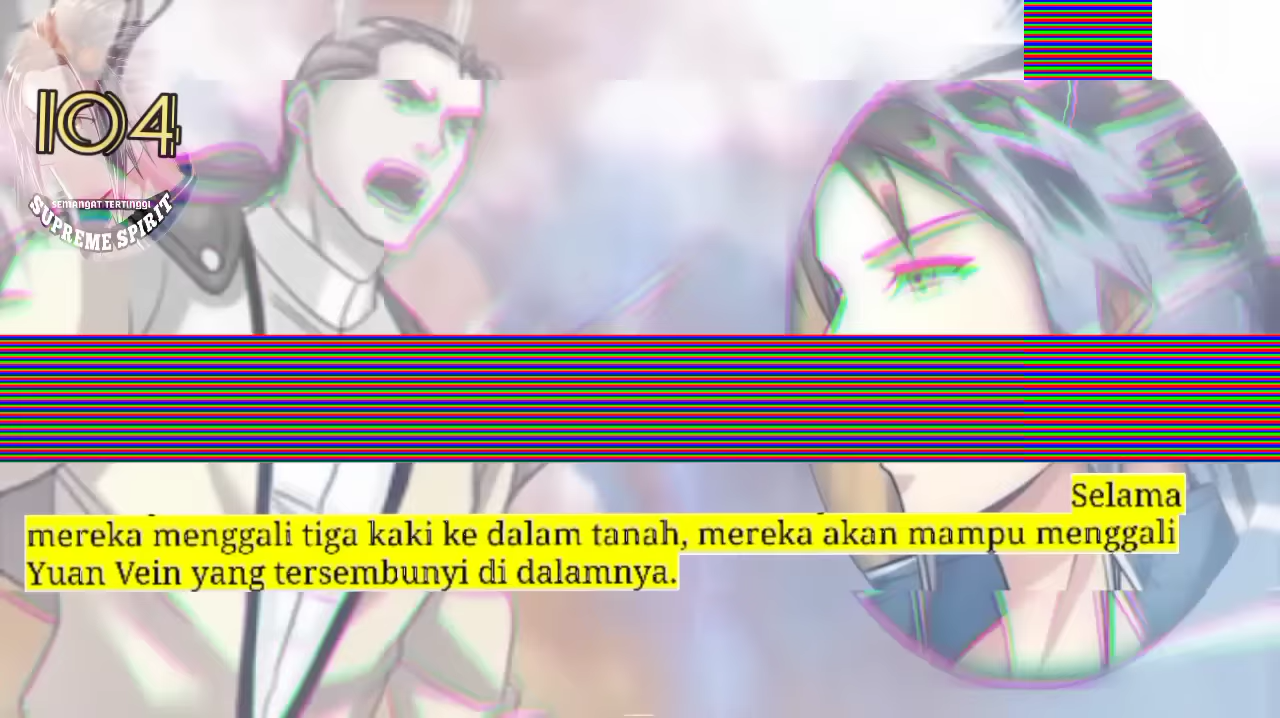 104
SEMANGAT TERTINGGI
SUPREME SPIRIT
Selama
mereka menggali tiga kaki ke dalam tanah, mereka akan mampu menggali
Yuan Vein yang tersembunyi di dalamnya.